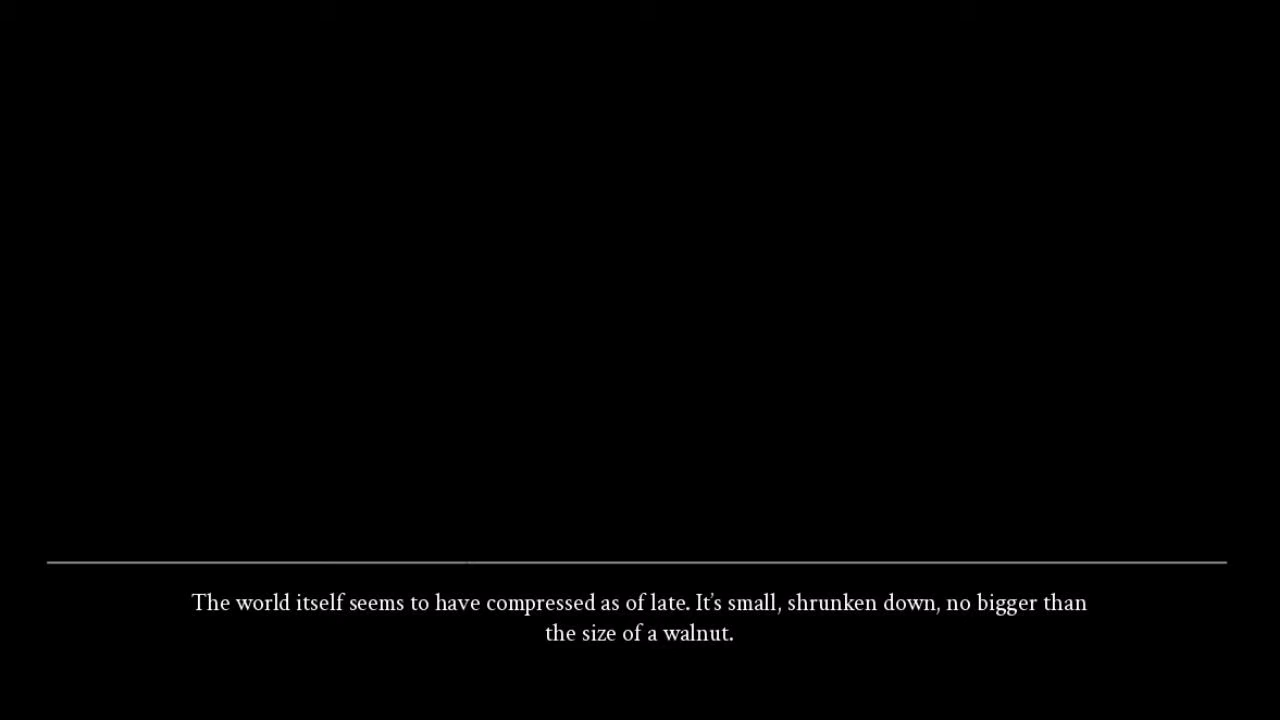 The world itself seems to have compressed as of late. It’s small, shrunken down, no bigger than
the size of a walnut.